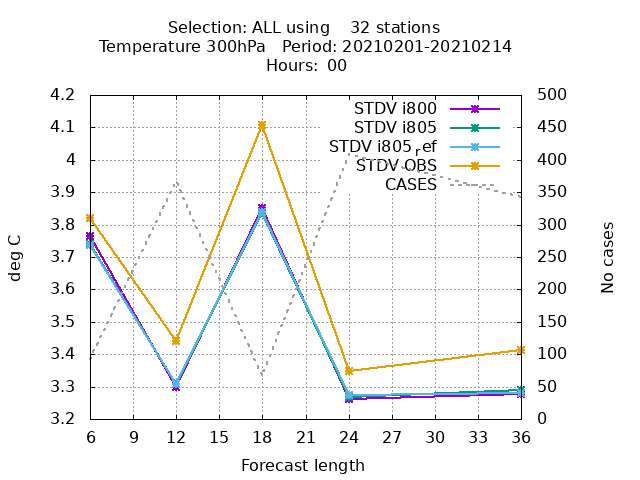 Selection: ALL using    32 stations
Temperature 300hPa   Period: 20210201-20210214
Hours: 00
4.2
4.1
4
3.9
3.8
3.7
3.6
3.5
3.4
3.3
3.2
deg C
STDV i800
STDV i805
STDV i805ref
STDV OBS
CASES
500
450
400
350
300
250
200
150
100
50
0
No cases
6 9 12 15 18 21 24 27 30 33 36
Forecast length